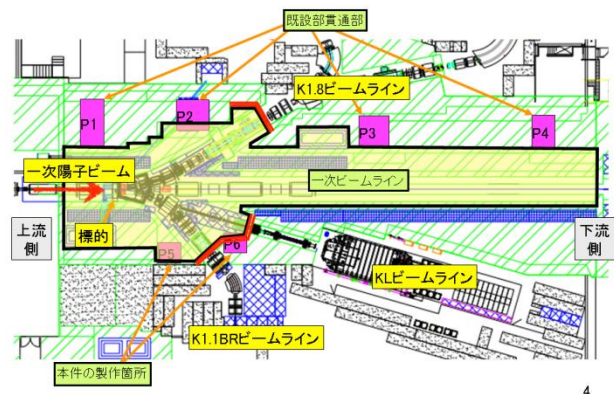 既設部貫通部
K1.8ビームライン
P1
P2
P3
P4
一次陽子ビーム
一次ビームライン
上流
側
標的
下流
側
P5
P6
KLビームライン
K1.1BRビームライン
本件の製作箇所
4